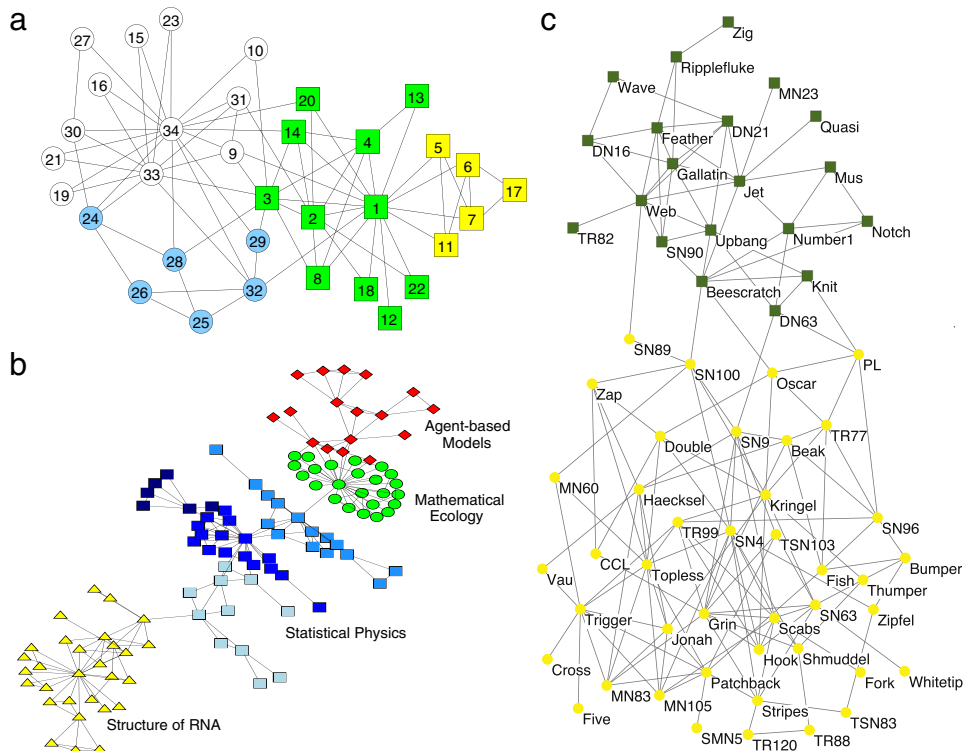 a
23
27
15
10
16
31
20
13
34
14
30
4
5
21
9
6
33
17
19
3
1
24
2
7
29
11
28
8
18
22
26
32
25
12
b
Agent-based
Models
Mathematical
Ecology
Statistical Physics
Structure of RNA
c
Zig
Ripplefluke
Wave
MN23
Feather
DN21
Quasi
DN16
Gallatin
Jet
Mus
Web
TR82
SN90
Upbang
Number1
Notch
Beescratch
Knit
DN63
SN89
PL
SN100
Oscar
Zap
Double
SN9
TR77
Beak
MN60
Haecksel
Kringel
SN96
TR99
SN4
TSN103
CCL
Topless
Fish
Bumper
Vau
Thumper
Trigger
Grin
SN63
Zipfel
Jonah
Scabs
Cross
Hook
Shmuddel
MN83
Patchback
Fork
Whitetip
MN105
Five
Stripes
TSN83
SMN5
TR120
TR88